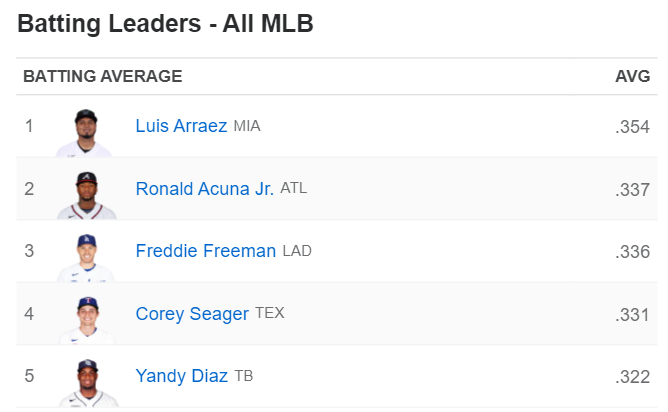 Batting Leaders - All MLB
BATTING AVERAGE AVG
1 Luis Arraez MIA .354
2 Ronald Acuna Jr. ATL .337
3 Freddie Freeman LAD .336
4 Corey Seager TEX .331
5 Yandy Diaz TB .322